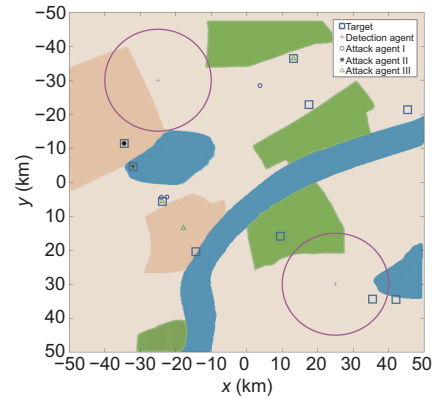 −50
−40
−30
−20
−10
0
10
20
30
40
50
y (km)
Target
Detection agent
Attack agent I
Attack agent II
Attack agent III
−50 −40 −30 −20 −10 0 10 20 30 40 50
x (km)